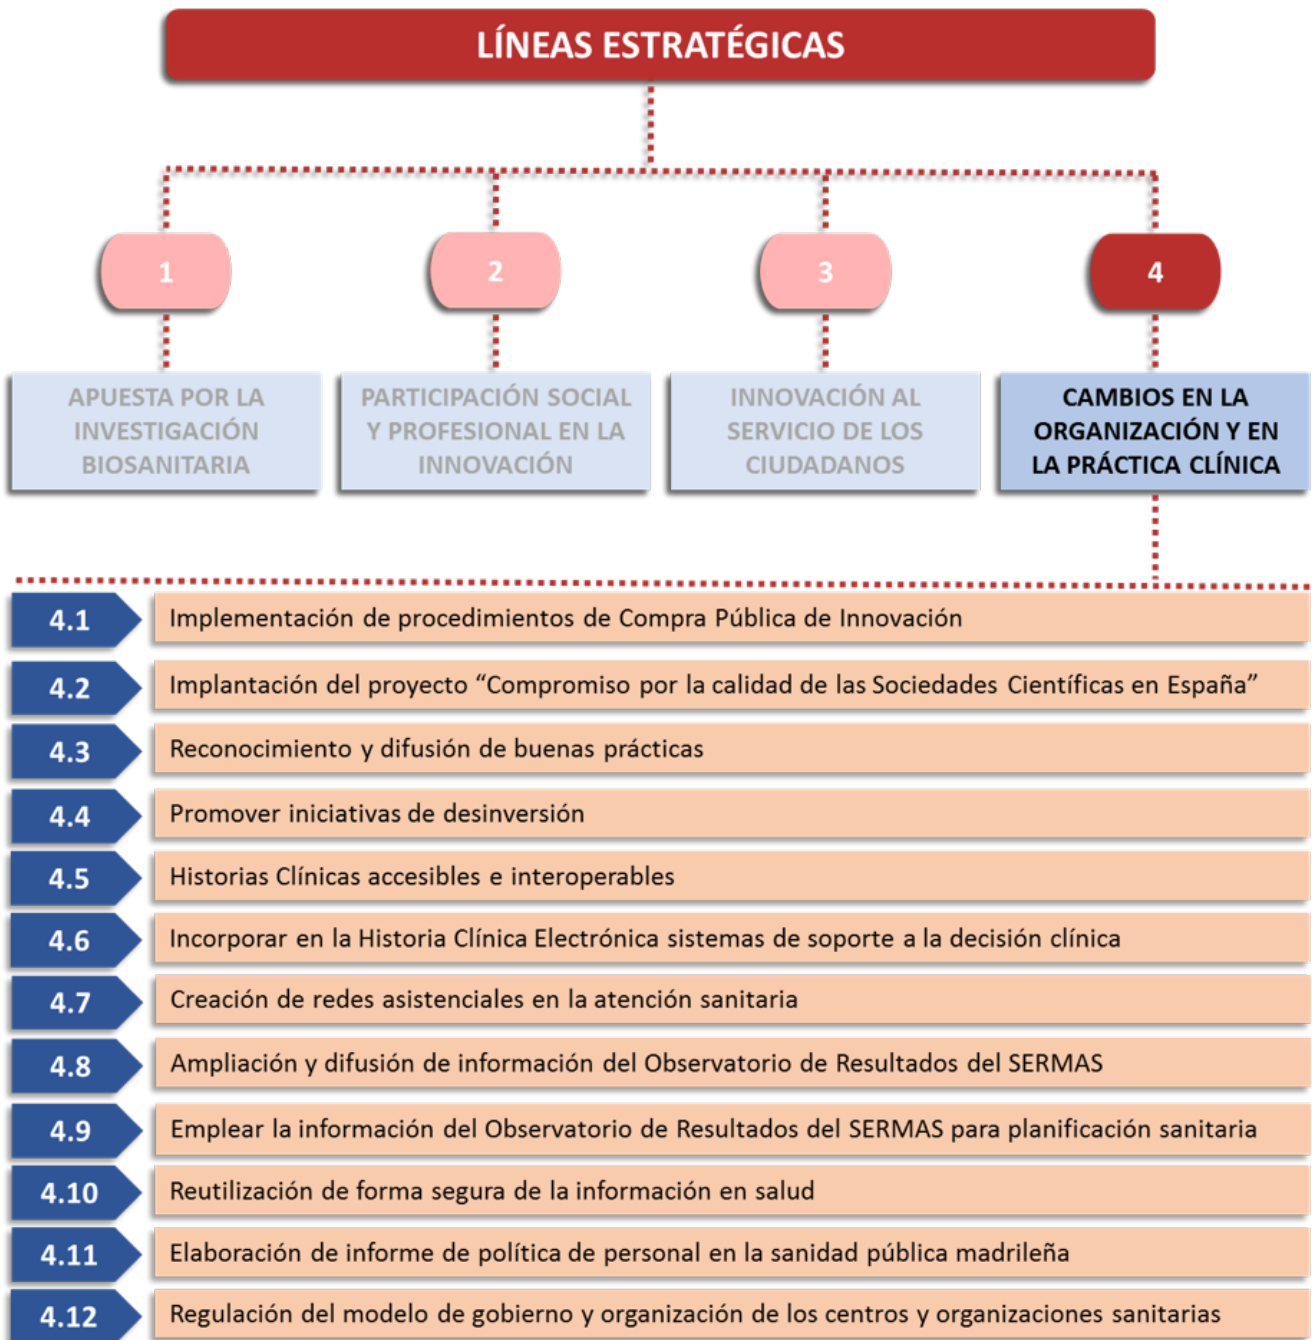 LÍNEAS ESTRATÉGICAS
1
2
3
4
APUESTA POR LA
INVESTIGACIÓN
BIOSANITARIA
PARTICIPACIÓN SOCIAL
Y PROFESIONAL EN LA
INNOVACIÓN
INNOVACIÓN AL
SERVICIO DE LOS
CIUDADANOS
CAMBIOS EN LA
ORGANIZACIÓN Y EN
LA PRÁCTICA CLÍNICA
4.1 Implementación de procedimientos de Compra Pública de Innovación
4.2 Implantación del proyecto “Compromiso por la calidad de las Sociedades Científicas en España”
4.3 Reconocimiento y difusión de buenas prácticas
4.4 Promover iniciativas de desinversión
4.5 Historias Clínicas accesibles e interoperables
4.6 Incorporar en la Historia Clínica Electrónica sistemas de soporte a la decisión clínica
4.7 Creación de redes asistenciales en la atención sanitaria
4.8 Ampliación y difusión de información del Observatorio de Resultados del SERMAS
4.9 Emplear la información del Observatorio de Resultados del SERMAS para planificación sanitaria
4.10 Reutilización de forma segura de la información en salud
4.11 Elaboración de informe de política de personal en la sanidad pública madrileña
4.12 Regulación del modelo de gobierno y organización de los centros y organizaciones sanitarias